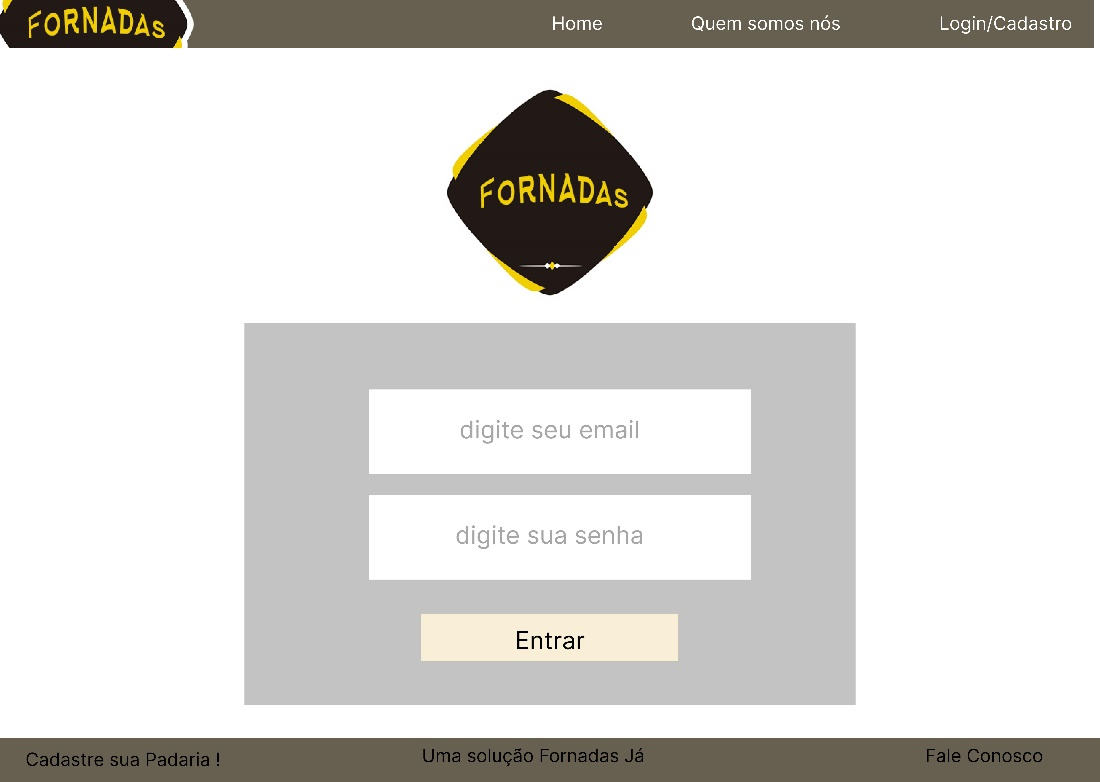 FORNADAS
Home
Quem somos nós
Login/Cadastro
FORNADAS
digite seu email
digite sua senha
Entrar
Cadastre sua Padaria !
Uma solução Fornadas Já
Fale Conosco